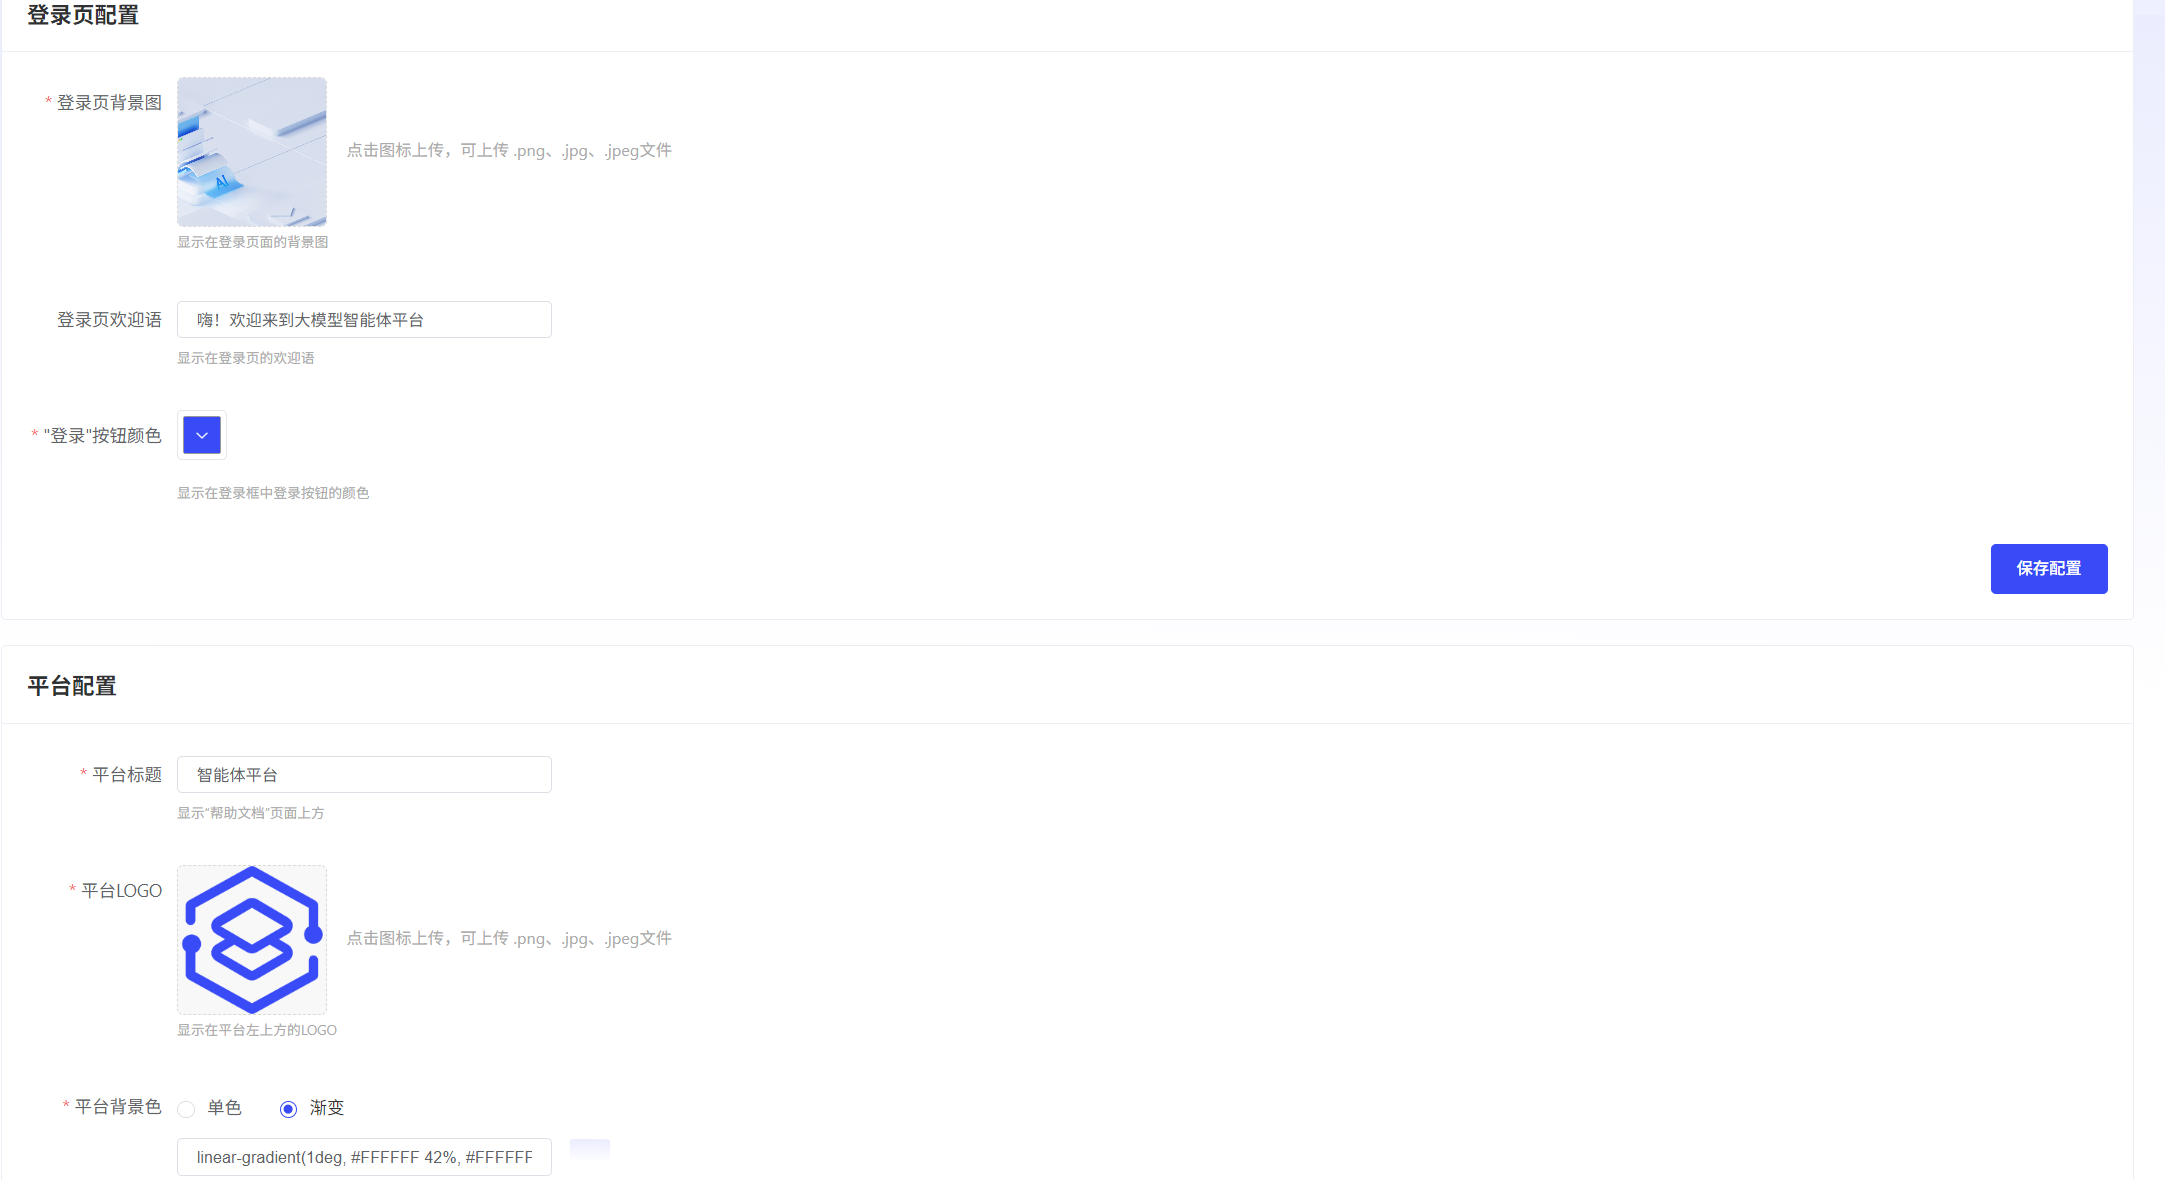 登录页配置
* 登录页背景图
AI
点击图标上传，可上传 .png、.jpg、.jpeg文件
显示在登录页面的背景图
登录页欢迎语
嗨！欢迎来到大模型智能体平台
显示在登录页的欢迎语
* "登录"按钮颜色
显示在登录框中登录按钮的颜色
保存配置
平台配置
* 平台标题
智能体平台
显示“帮助文档”页面上方
* 平台LOGO
点击图标上传，可上传 .png、.jpg、.jpeg文件
显示在平台左上方的LOGO
* 平台背景色 单色 渐变
linear-gradient(1deg, #FFFFFF 42%, #FFFFFF